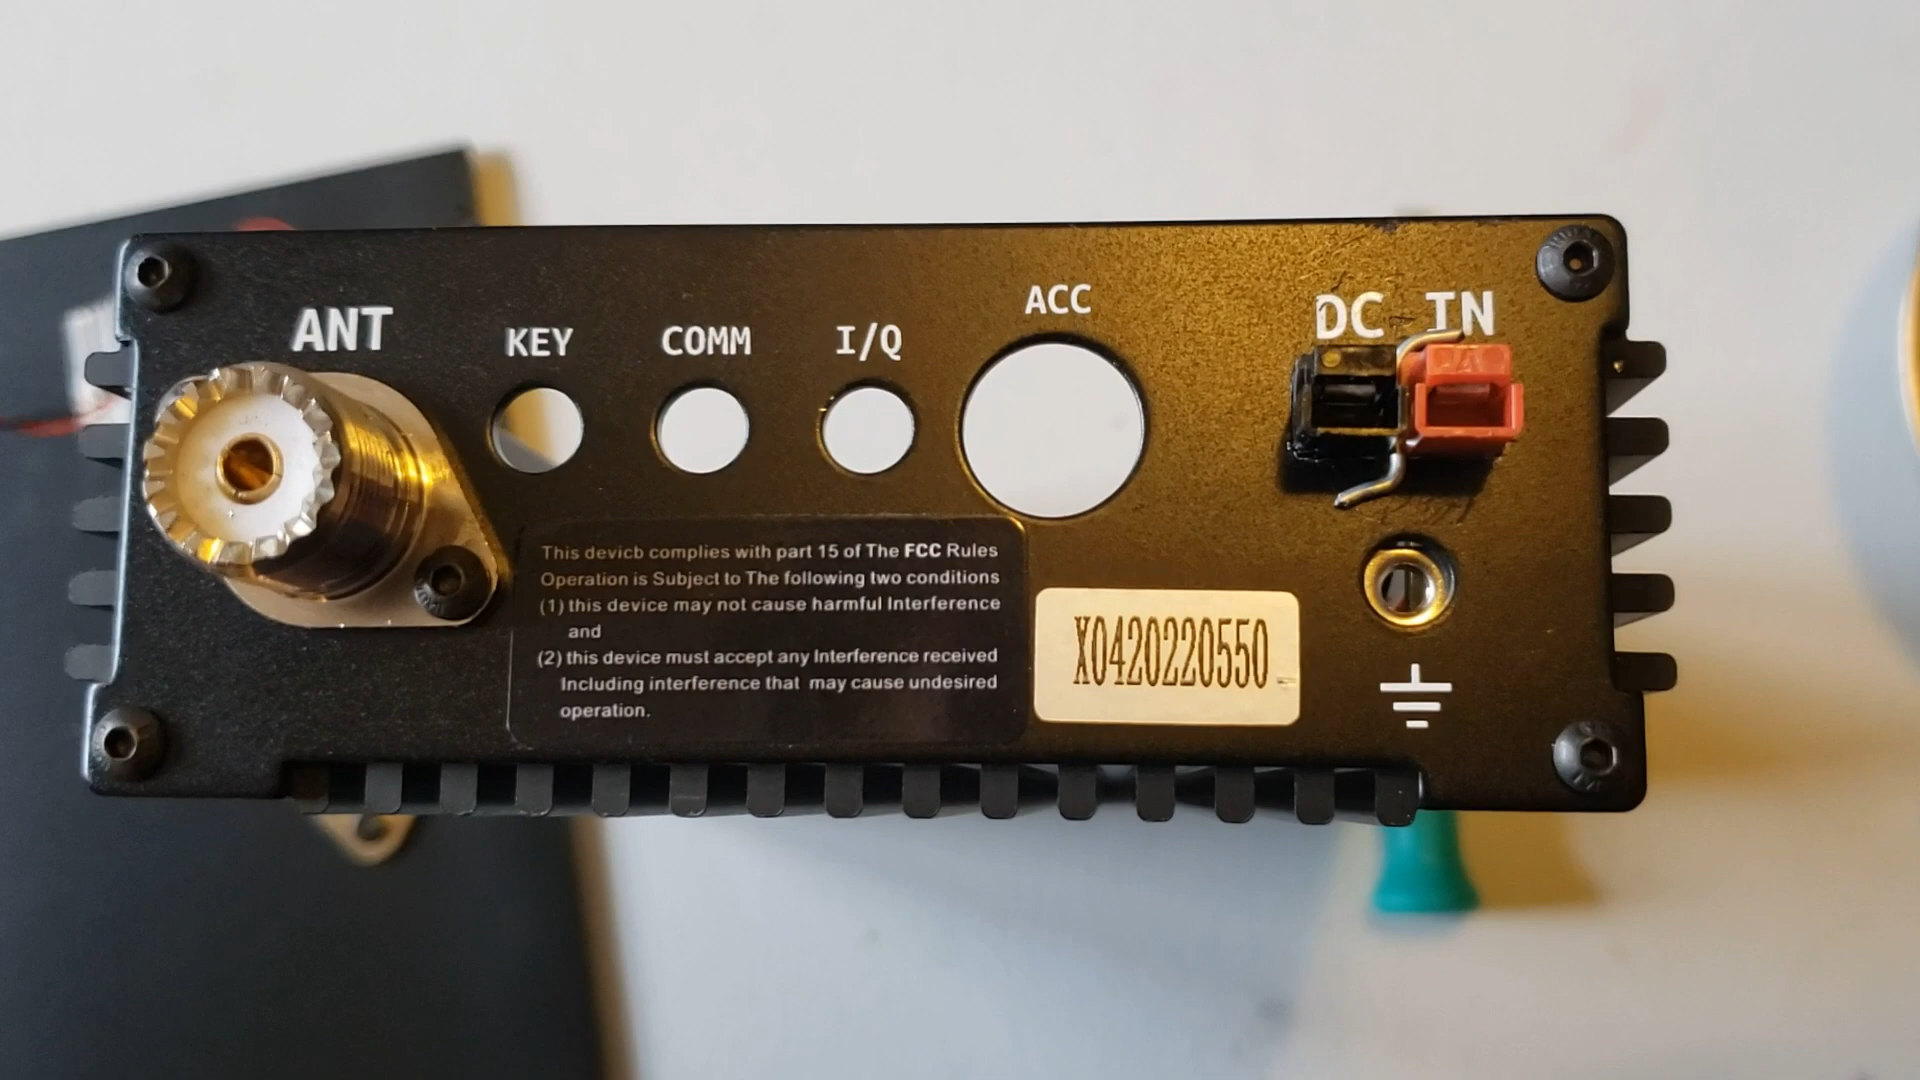 ANT
KEY
COMM
I/Q
ACC
DC IN
This devicb complies with part 15 of The FCC Rules
Operation is Subject to The following two conditions
(1) this device may not cause harmful Interference
and
(2) this device must accept any Interference received
Including interference that may cause undesired
operation.
X0420220550